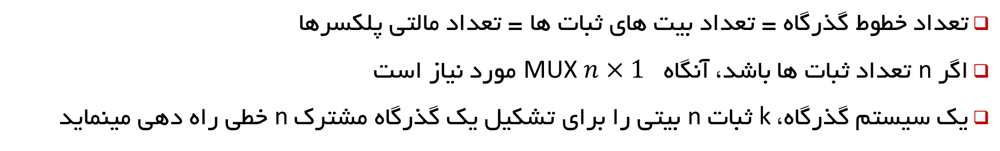 ❑ تعداد خطوط گذرگاه = تعداد بیت های ثبات ها = تعداد مالتی پلکسرها
❑ اگر n تعداد ثبات ها باشد، آنگاه MUX n × 1 مورد نیاز است
❑ یک سیستم گذرگاه، k ثبات n بیتی را برای تشکیل یک گذرگاه مشترک n خطی راه دهی مینماید